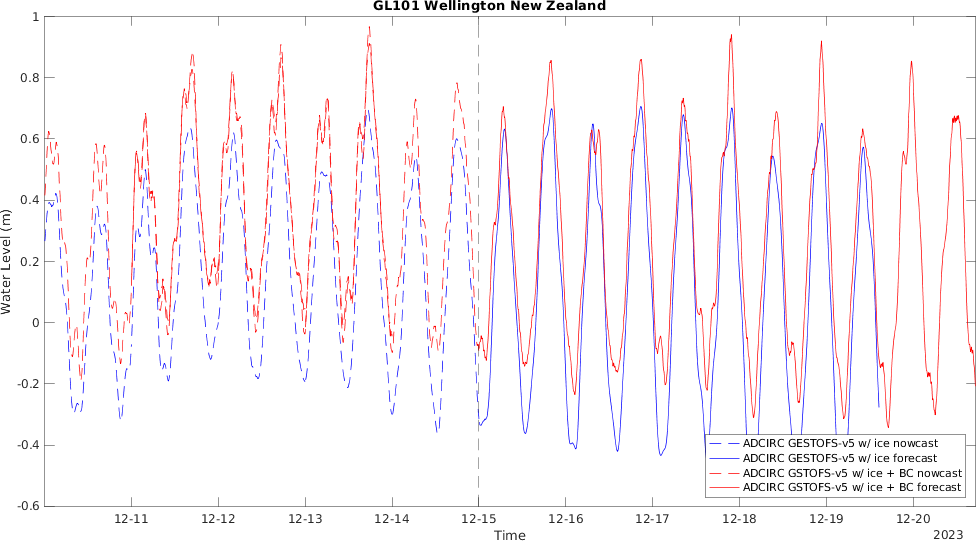 GL101 Wellington New Zealand
1
0.8
0.6
0.4
0.2
0
-0.2
-0.4
-0.6
Water Level (m)
12-11
12-12
12-13
12-14
12-15
12-16
12-17
12-18
12-19
12-20
Time
2023
ADCIRC GESTOFS-v5 w/ ice nowcast
ADCIRC GESTOFS-v5 w/ ice forecast
ADCIRC GSTOFS-v5 w/ ice + BC nowcast
ADCIRC GSTOFS-v5 w/ ice + BC forecast